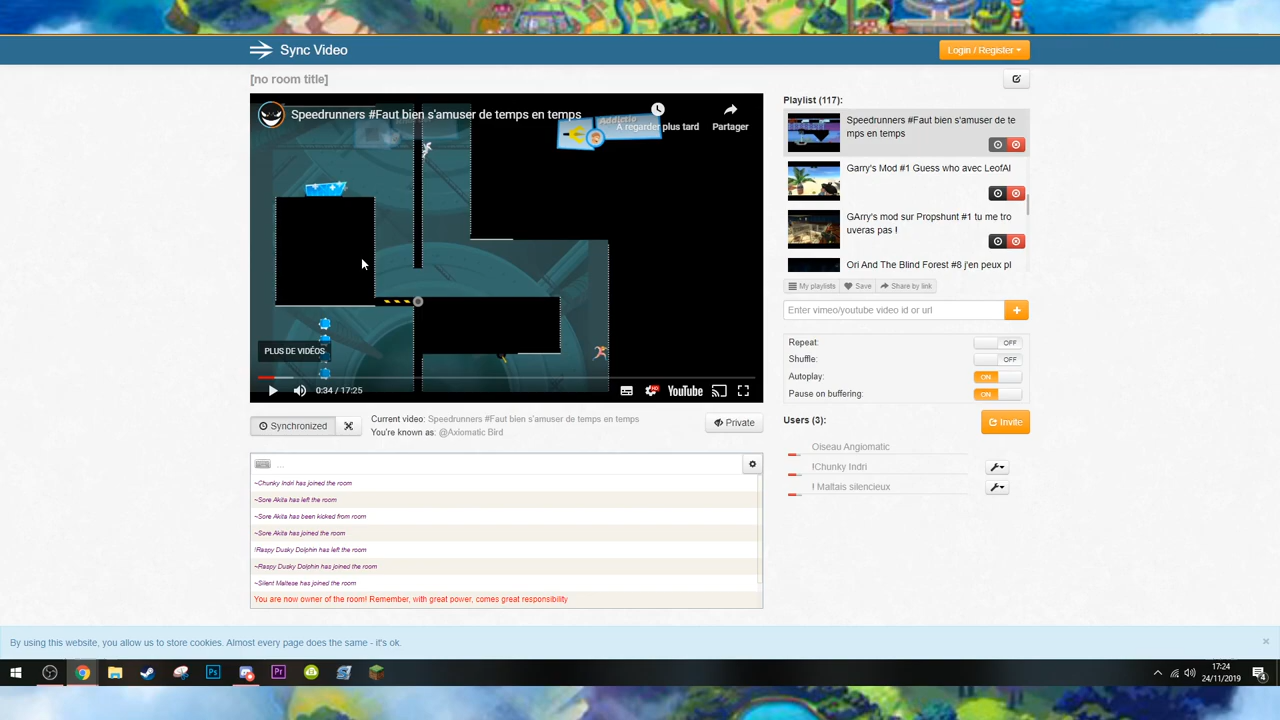 Sync Video
Login / Register
[no room title]
Speedrunners #Faut bien s'amuser de temps en temps
À regarder plus tard
Partager
Addictio
PLUS DE VIDÉOS
0:34 / 17:25
HD
YouTube
Synchronized
Current video: Speedrunners #Faut bien s'amuser de temps en temps
You're known as: @Axiomatic Bird
Private
...
~Chunky Indri has joined the room
~Sore Akita has left the room
~Sore Akita has been kicked from room
~Sore Akita has joined the room
!Raspy Dusky Dolphin has left the room
~Raspy Dusky Dolphin has joined the room
~Silent Maltese has joined the room
You are now owner of the room! Remember, with great power, comes great responsibility
Playlist (117):
Speedrunners #Faut bien s'amuser de te
mps en temps
Garry's Mod #1 Guess who avec LeofAl
GArry's mod sur Propshunt #1 tu me tro
uveras pas !
Ori And The Blind Forest #8 j'en peux pl
My playlists
Save
Share by link
Enter vimeo/youtube video id or url
Repeat:
OFF
Shuffle:
OFF
Autoplay:
ON
Pause on buffering:
ON
Users (3):
Invite
Oiseau Angiomatic
!Chunky Indri
! Maltais silencieux
By using this website, you allow us to store cookies. Almost every page does the same - it's ok.
×
Ps
Pr
17:24
24/11/2019
4